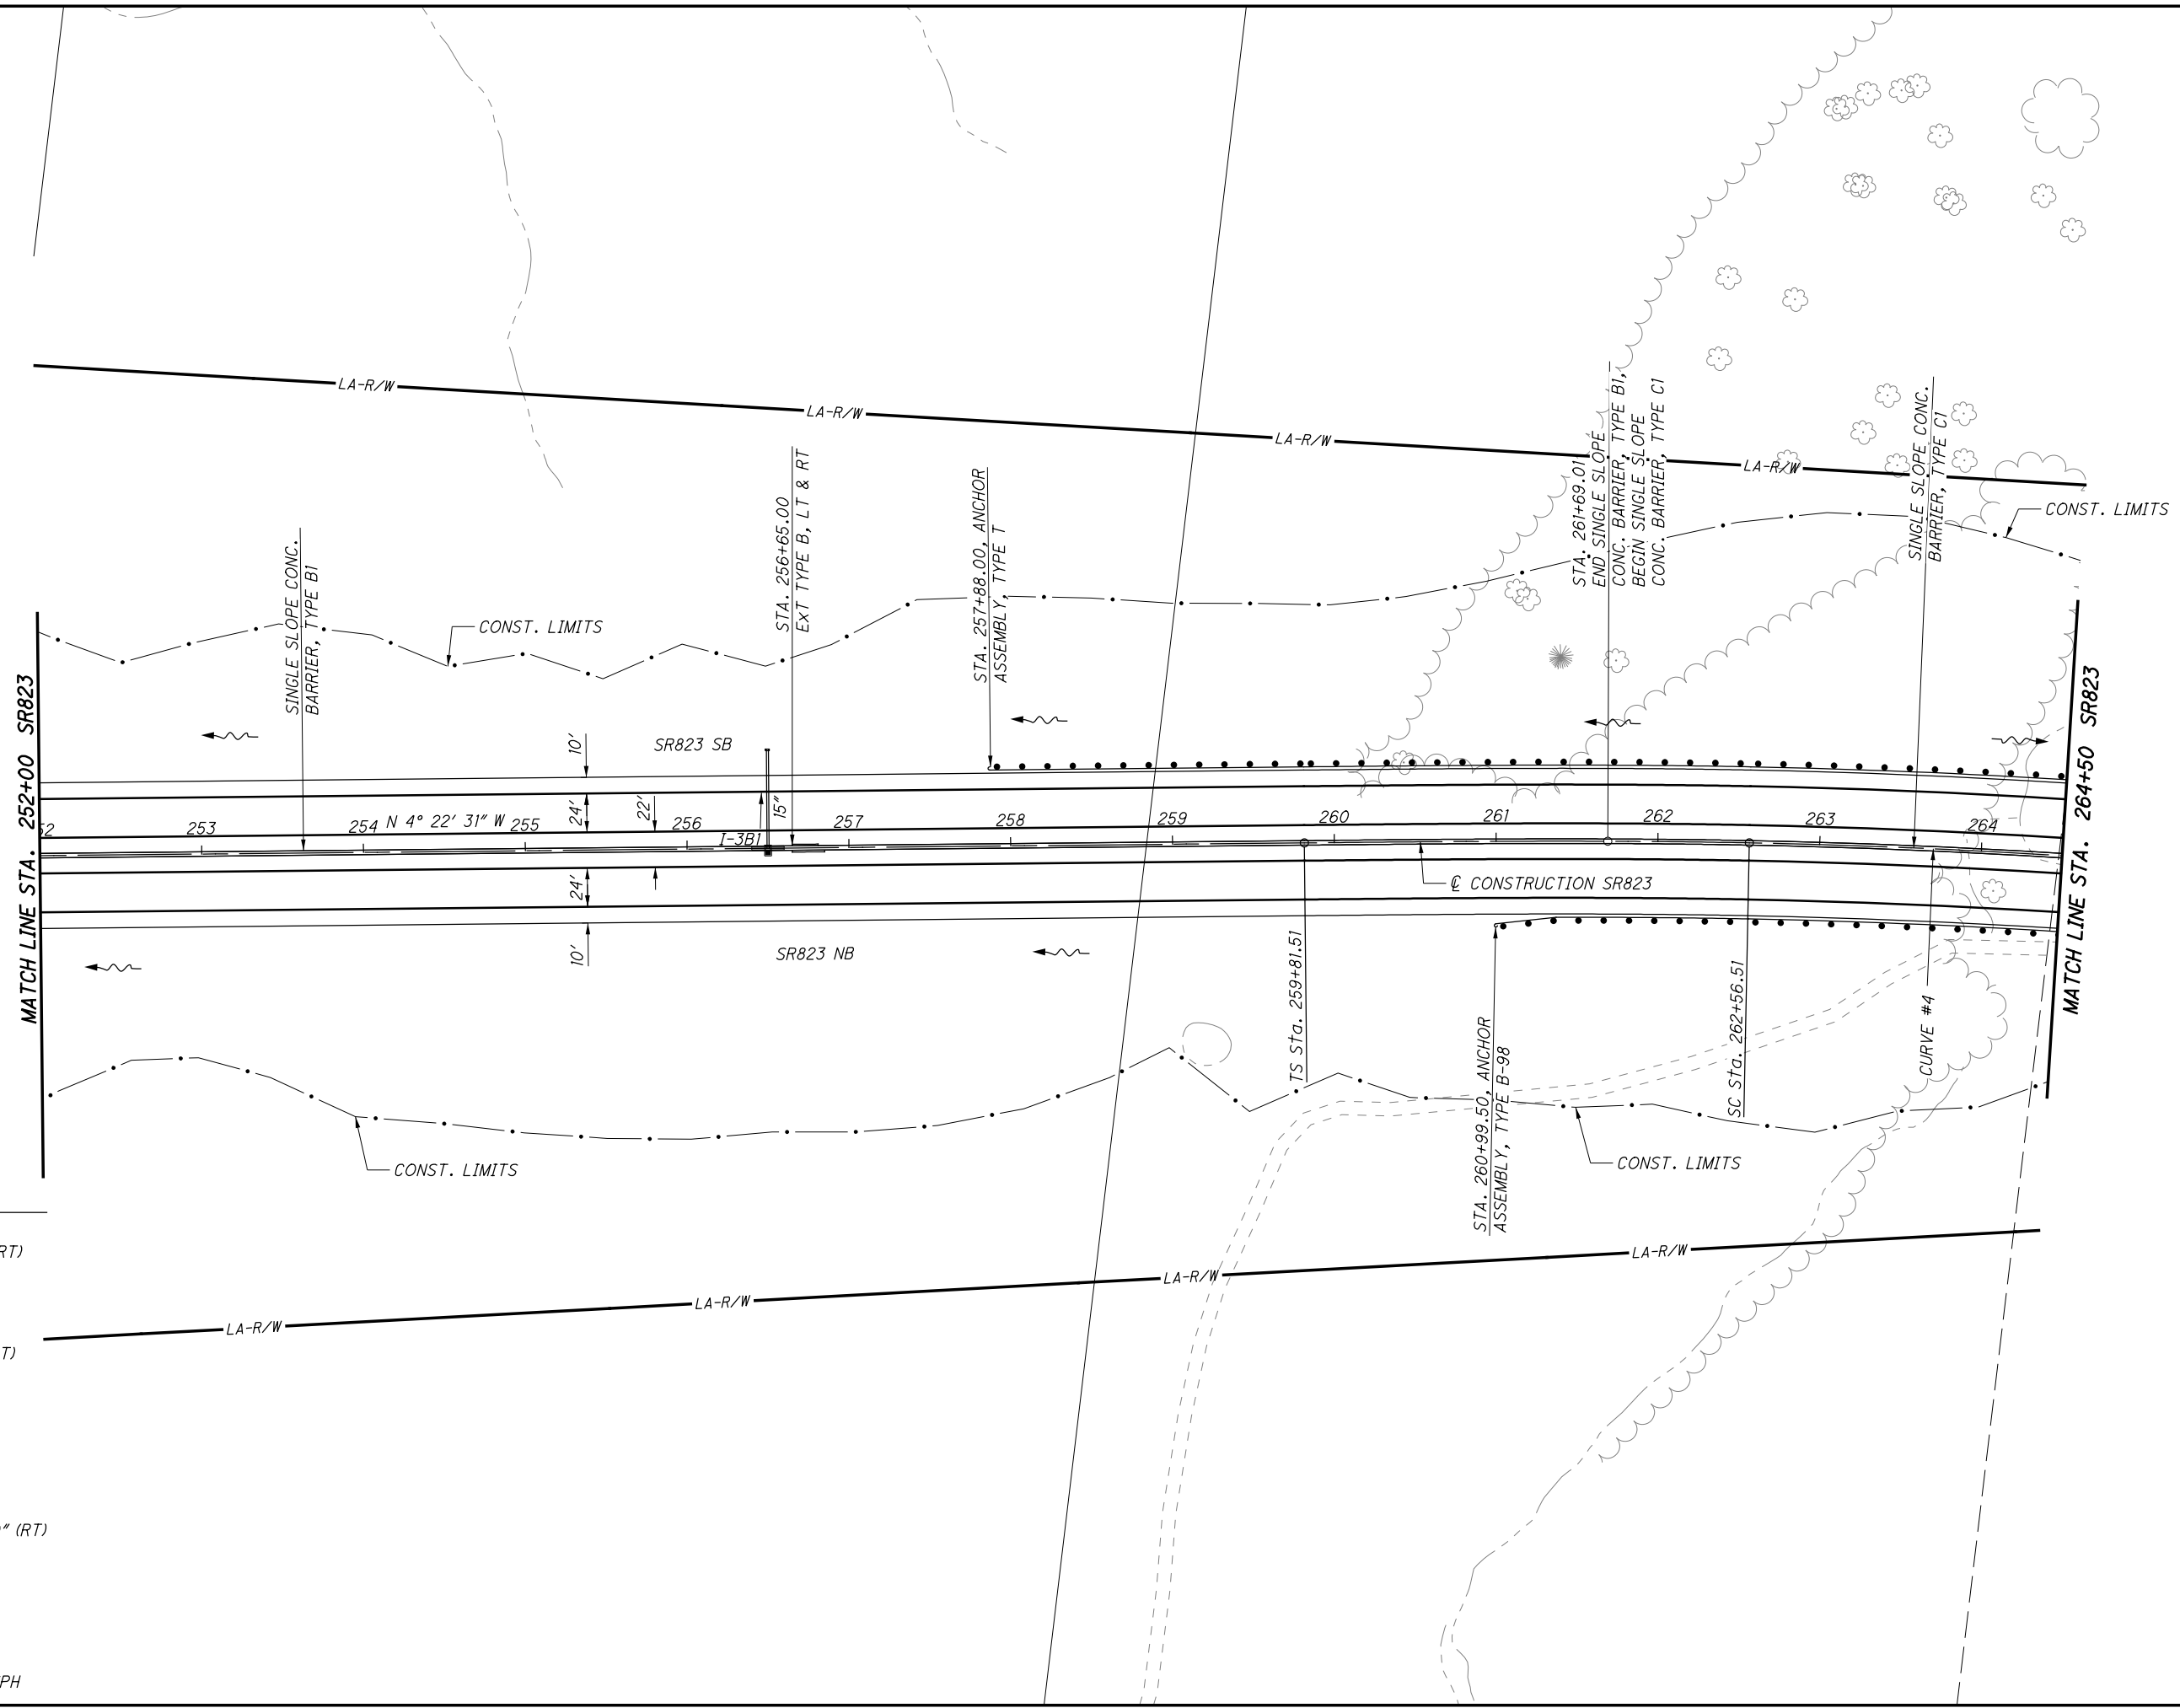 LA-R/W
LA-R/W
LA-R/W
LA-R/W
STA. 261+69.01
END SINGLE SLOPE
CONC. BARRIER, TYPE B1,
BEGIN SINGLE SLOPE
CONC. BARRIER, TYPE C1
SINGLE SLOPE CONC.
BARRIER, TYPE C1
CONST. LIMITS
STA. 256+65.00
EXT TYPE B, LT & RT
STA. 257+88.00, ANCHOR
ASSEMBLY, TYPE T
SINGLE SLOPE CONC.
BARRIER, TYPE B1
CONST. LIMITS
MATCH LINE STA. 252+00 SR823
MATCH LINE STA. 264+50 SR823
10'
SR823 SB
24'
22'
15"
52
253
254
N 4° 22' 31" W
255
256
257
258
259
260
261
262
263
264
I-3B1
24'
℄ CONSTRUCTION SR823
10'
SR823 NB
TS Sta. 259+81.51
STA. 260+99.50, ANCHOR
ASSEMBLY, TYPE B-98
SC Sta. 262+56.51
CURVE #4
CONST. LIMITS
CONST. LIMITS
RT)
LA-R/W
LA-R/W
LA-R/W
LA-R/W
T)
" (RT)
PH